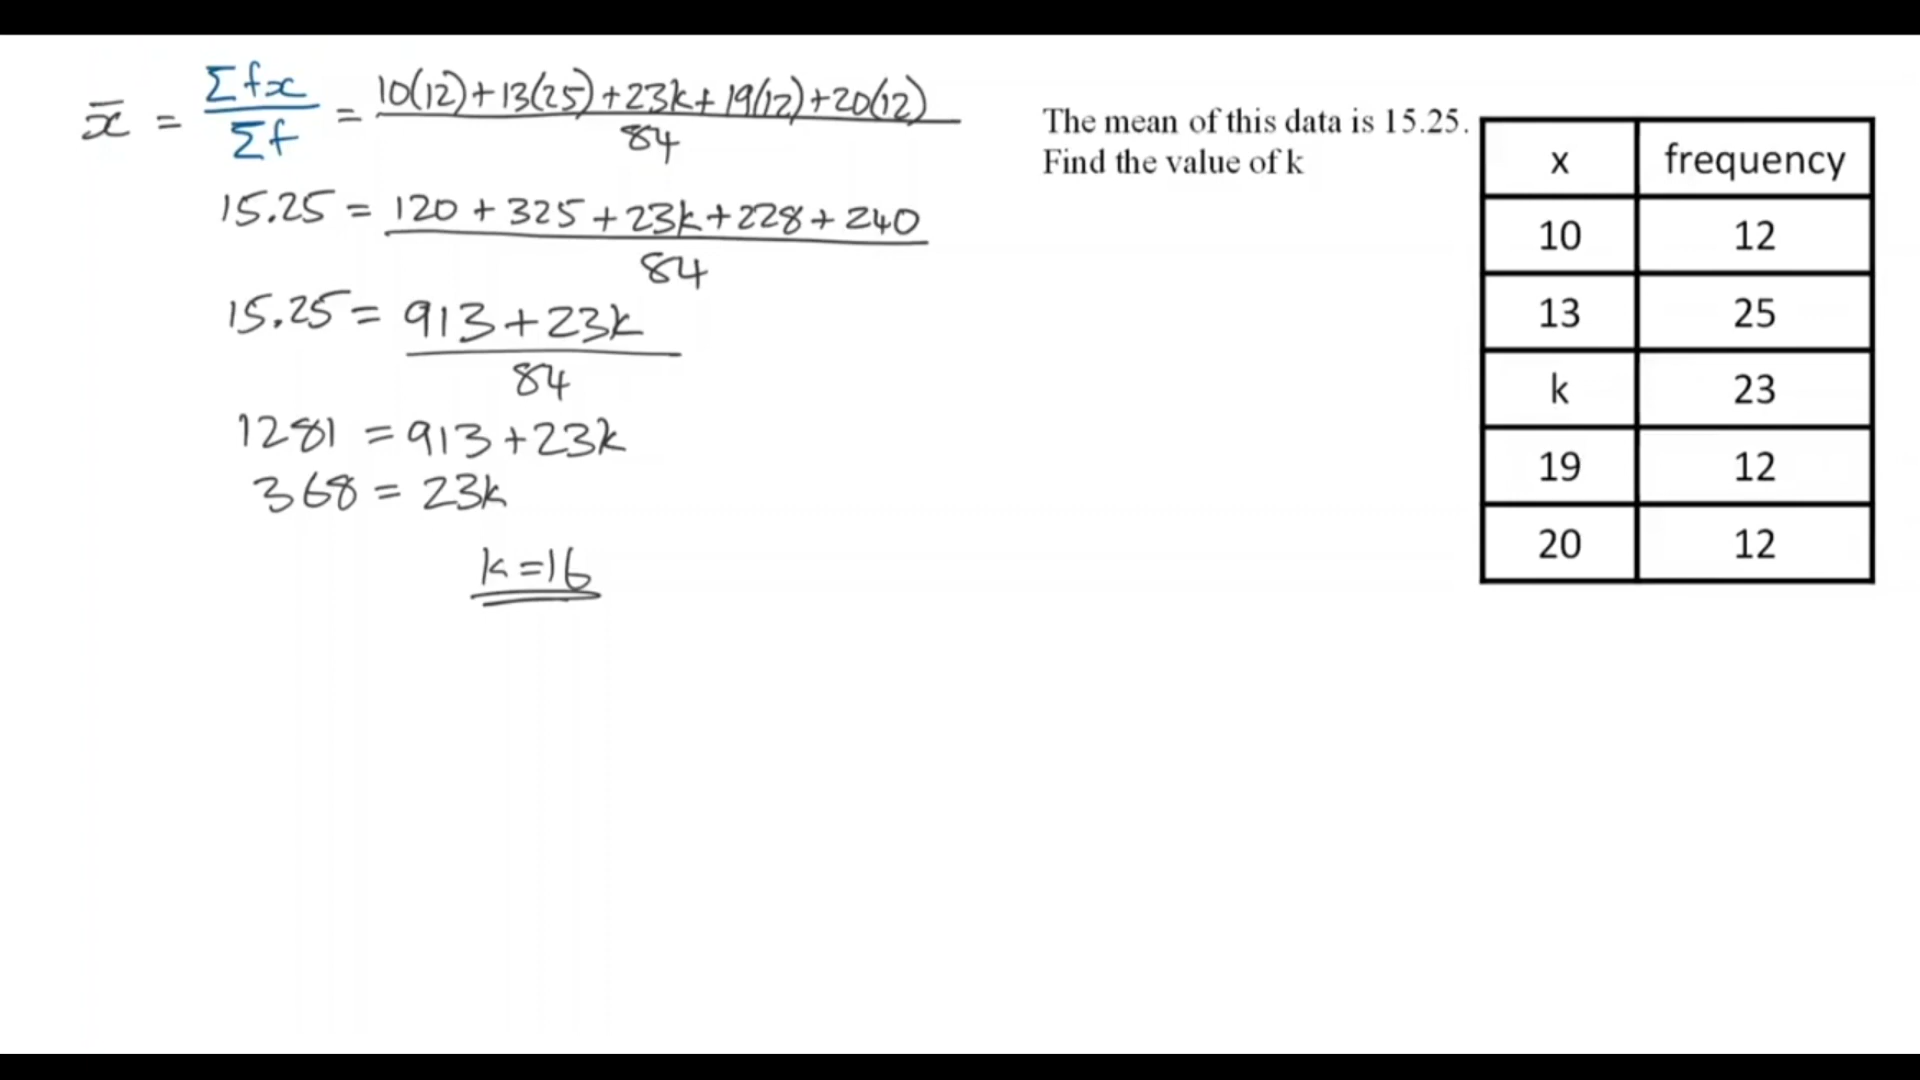 x̄ = Σfx / Σf = 10(12)+13(25)+23k+19(12)+20(12) / 84
15.25 = 120 + 325 + 23k + 228 + 240 / 84
15.25 = 913 + 23k / 84
1281 = 913 + 23k
368 = 23k
k = 16
The mean of this data is 15.25.
Find the value of k
x frequency
10 12
13 25
k 23
19 12
20 12